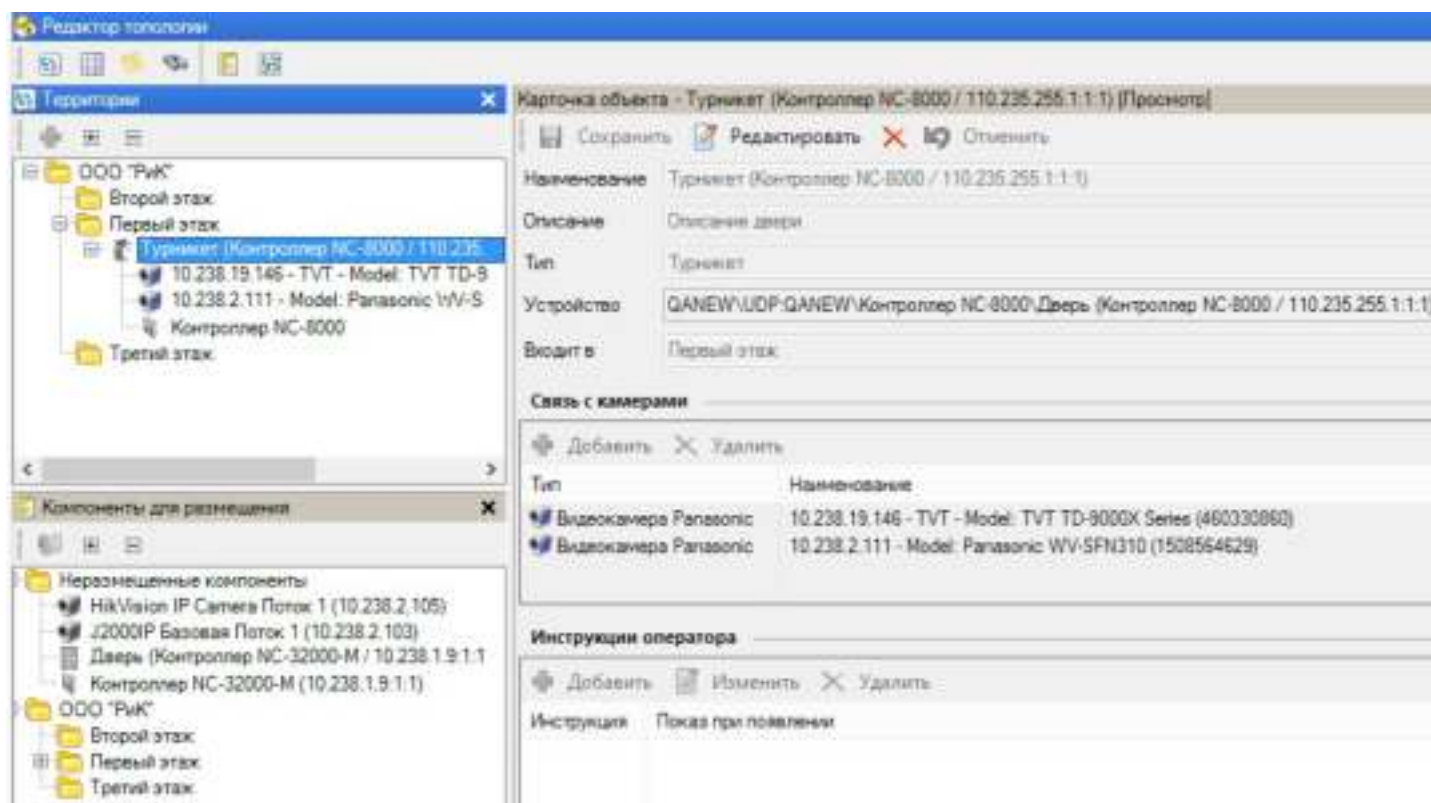 Редактор топологии
Территории
ООО "РиК"
Второй этаж
Первый этаж
Турникет (Контроллер NC-8000 / 110.235.
10.238.19.146 - TVT - Model: TVT TD-9
10.238.2.111 - Model: Panasonic WV-S
Контроллер NC-8000
Третий этаж
Компоненты для размещения
Неразмещенные компоненты
HikVision IP Camera Поток 1 (10.238.2.105)
J2000IP Базовая Поток 1 (10.238.2.103)
Дверь (Контроллер NC-32000-M / 10.238.1.9:1:1
Контроллер NC-32000-M (10.238.1.9:1:1)
ООО "РиК"
Второй этаж
Первый этаж
Третий этаж
Карточка объекта - Турникет (Контроллер NC-8000 / 110.235.255.1:1:1) [Просмотр]
Сохранить Редактировать Отменить
Наименование Турникет (Контроллер NC-8000 / 110.235.255.1:1:1)
Описание Описание двери
Тип Турникет
Устройство QANEW\UDP:QANEW\Контроллер NC-8000\Дверь (Контроллер NC-8000 / 110.235.255.1:1:1)
Входит в Первый этаж
Связь с камерами
Добавить Удалить
Тип Наименование
Видеокамера Panasonic 10.238.19.146 - TVT - Model: TVT TD-9000X Series (460330860)
Видеокамера Panasonic 10.238.2.111 - Model: Panasonic WV-SFN310 (1508564629)
Инструкции оператора
Добавить Изменить Удалить
Инструкция Показ при появлении